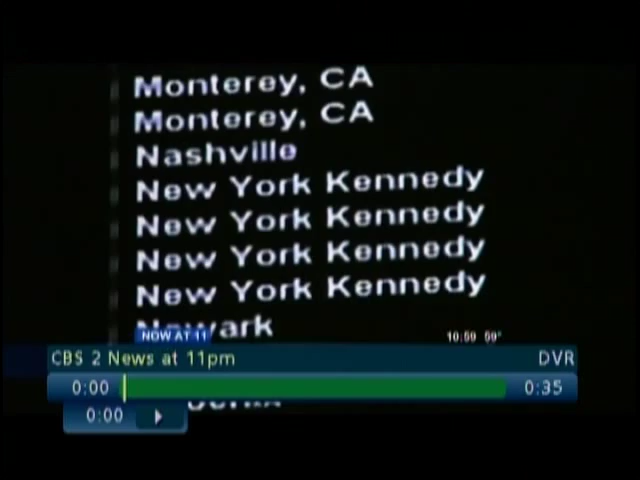 Monterey, CA
Monterey, CA
Nashville
New York Kennedy
New York Kennedy
New York Kennedy
New York Kennedy
Newark
NOW AT 11
10:59 59°
CBS 2 News at 11pm DVR
0:00 0:35
0:00